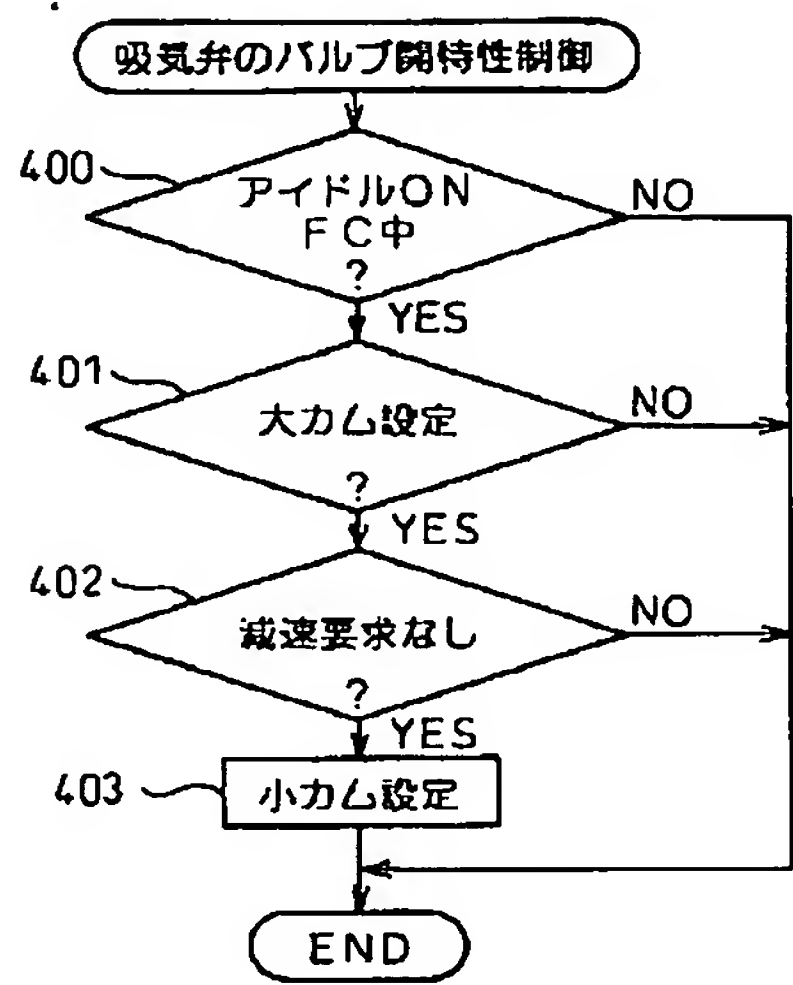 吸気弁のバルブ開特性制御
400
アイドルON
FC中
?
NO
YES
401
大カム設定
?
NO
YES
402
減速要求なし
?
NO
YES
403
小カム設定
END